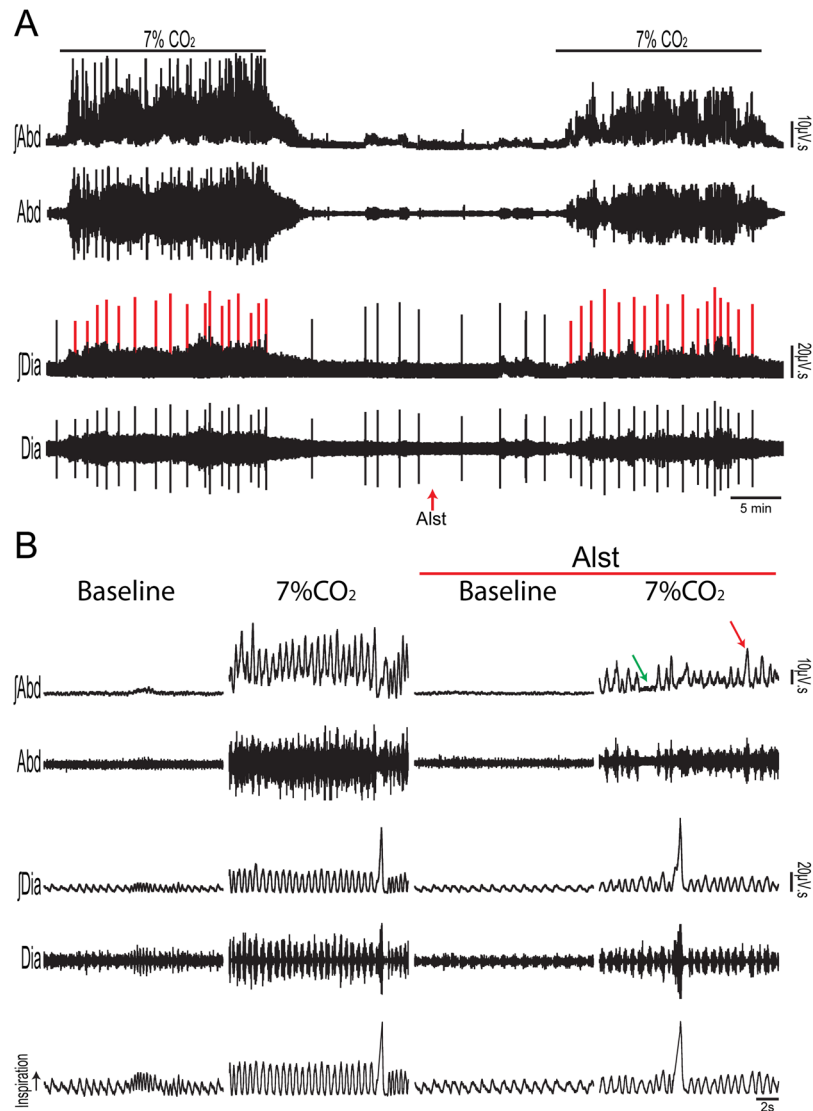 A
7% CO₂ 7% CO₂
∫Abd 10µV.s
Abd
∫Dia 20µV.s
Dia
5 min
Alst
B
Alst
Baseline 7%CO₂ Baseline 7%CO₂
∫Abd 10µV.s
Abd
∫Dia 20µV.s
Dia
Inspiration
2s